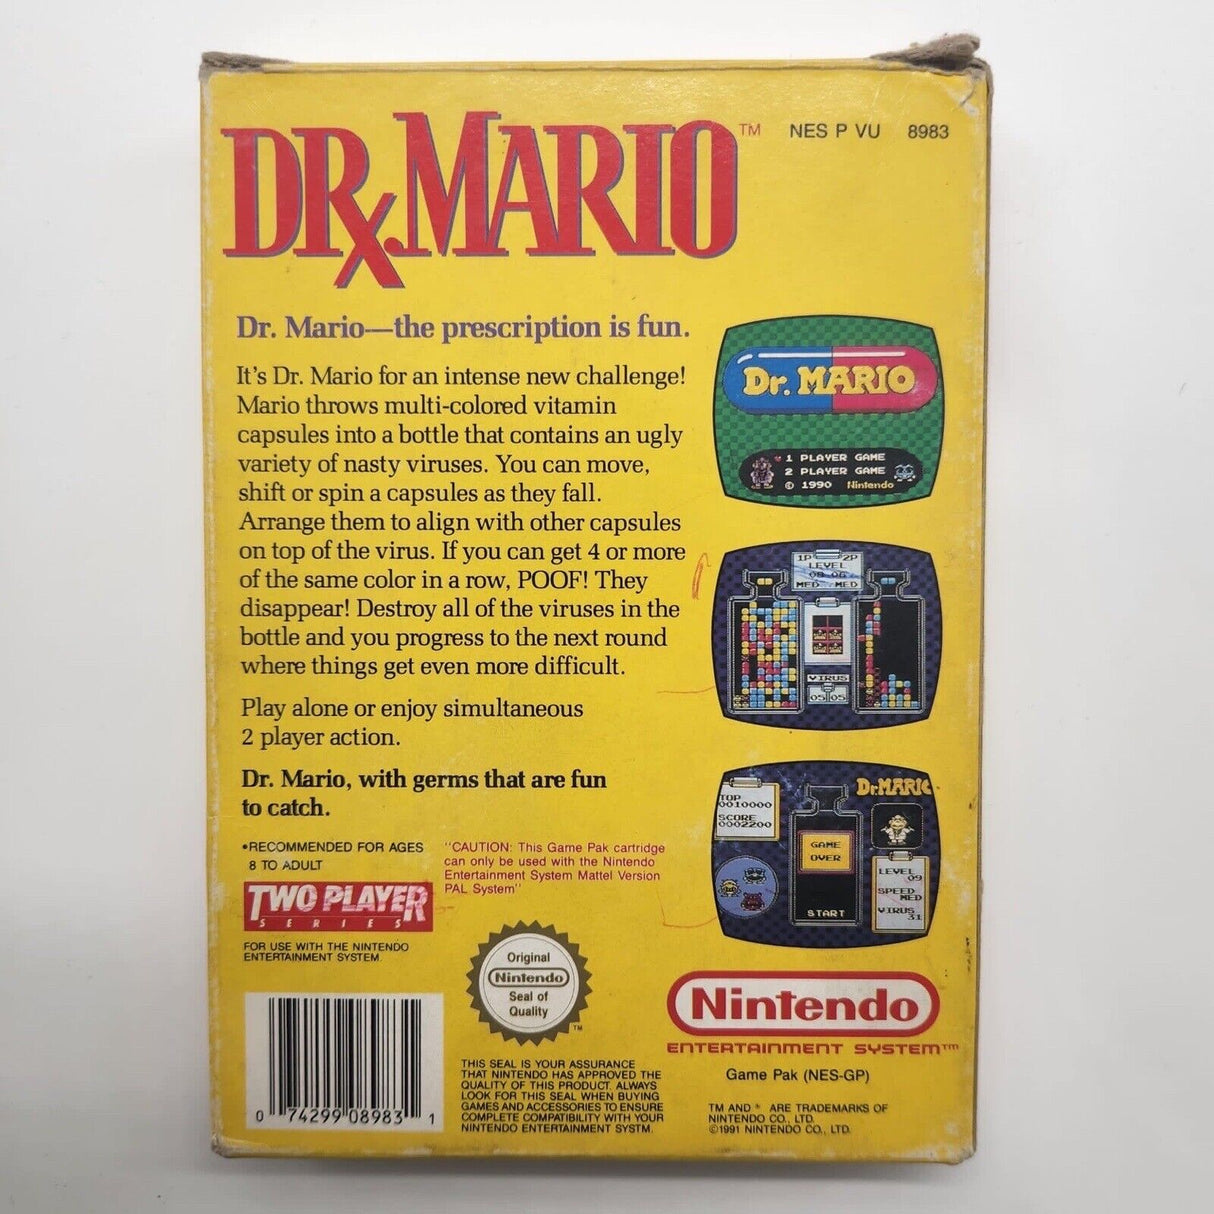 DRx.MARIO™
NES P VU 8983
Dr. Mario—the prescription is fun.
It's Dr. Mario for an intense new challenge!
Mario throws multi-colored vitamin
capsules into a bottle that contains an ugly
variety of nasty viruses. You can move,
shift or spin a capsules as they fall.
Arrange them to align with other capsules
on top of the virus. If you can get 4 or more
of the same color in a row, POOF! They
disappear! Destroy all of the viruses in the
bottle and you progress to the next round
where things get even more difficult.
Play alone or enjoy simultaneous
2 player action.
Dr. Mario, with germs that are fun
to catch.
•RECOMMENDED FOR AGES
8 TO ADULT
TWO PLAYER
SERIES
FOR USE WITH THE NINTENDO
ENTERTAINMENT SYSTEM.
"CAUTION: This Game Pak cartridge
can only be used with the Nintendo
Entertainment System Mattel Version
PAL System"
Dr. MARIO
1 PLAYER GAME
2 PLAYER GAME
© 1990 Nintendo
1P 2P
LEVEL
08 06
MED MED
VIRUS
05 05
Dr.MARIO
TOP
0010000
SCORE
0002200
GAME
OVER
START
LEVEL
09
SPEED
MED
VIRUS
31
Original
Nintendo
Seal of
Quality
™
THIS SEAL IS YOUR ASSURANCE
THAT NINTENDO HAS APPROVED THE
QUALITY OF THIS PRODUCT. ALWAYS
LOOK FOR THIS SEAL WHEN BUYING
GAMES AND ACCESSORIES TO ENSURE
COMPLETE COMPATIBILITY WITH YOUR
NINTENDO ENTERTAINMENT SYSTM.
0 74299 08983 1
Nintendo
ENTERTAINMENT SYSTEM™
Game Pak (NES-GP)
TM AND * ARE TRADEMARKS OF
NINTENDO CO., LTD.
©1991 NINTENDO CO., LTD.